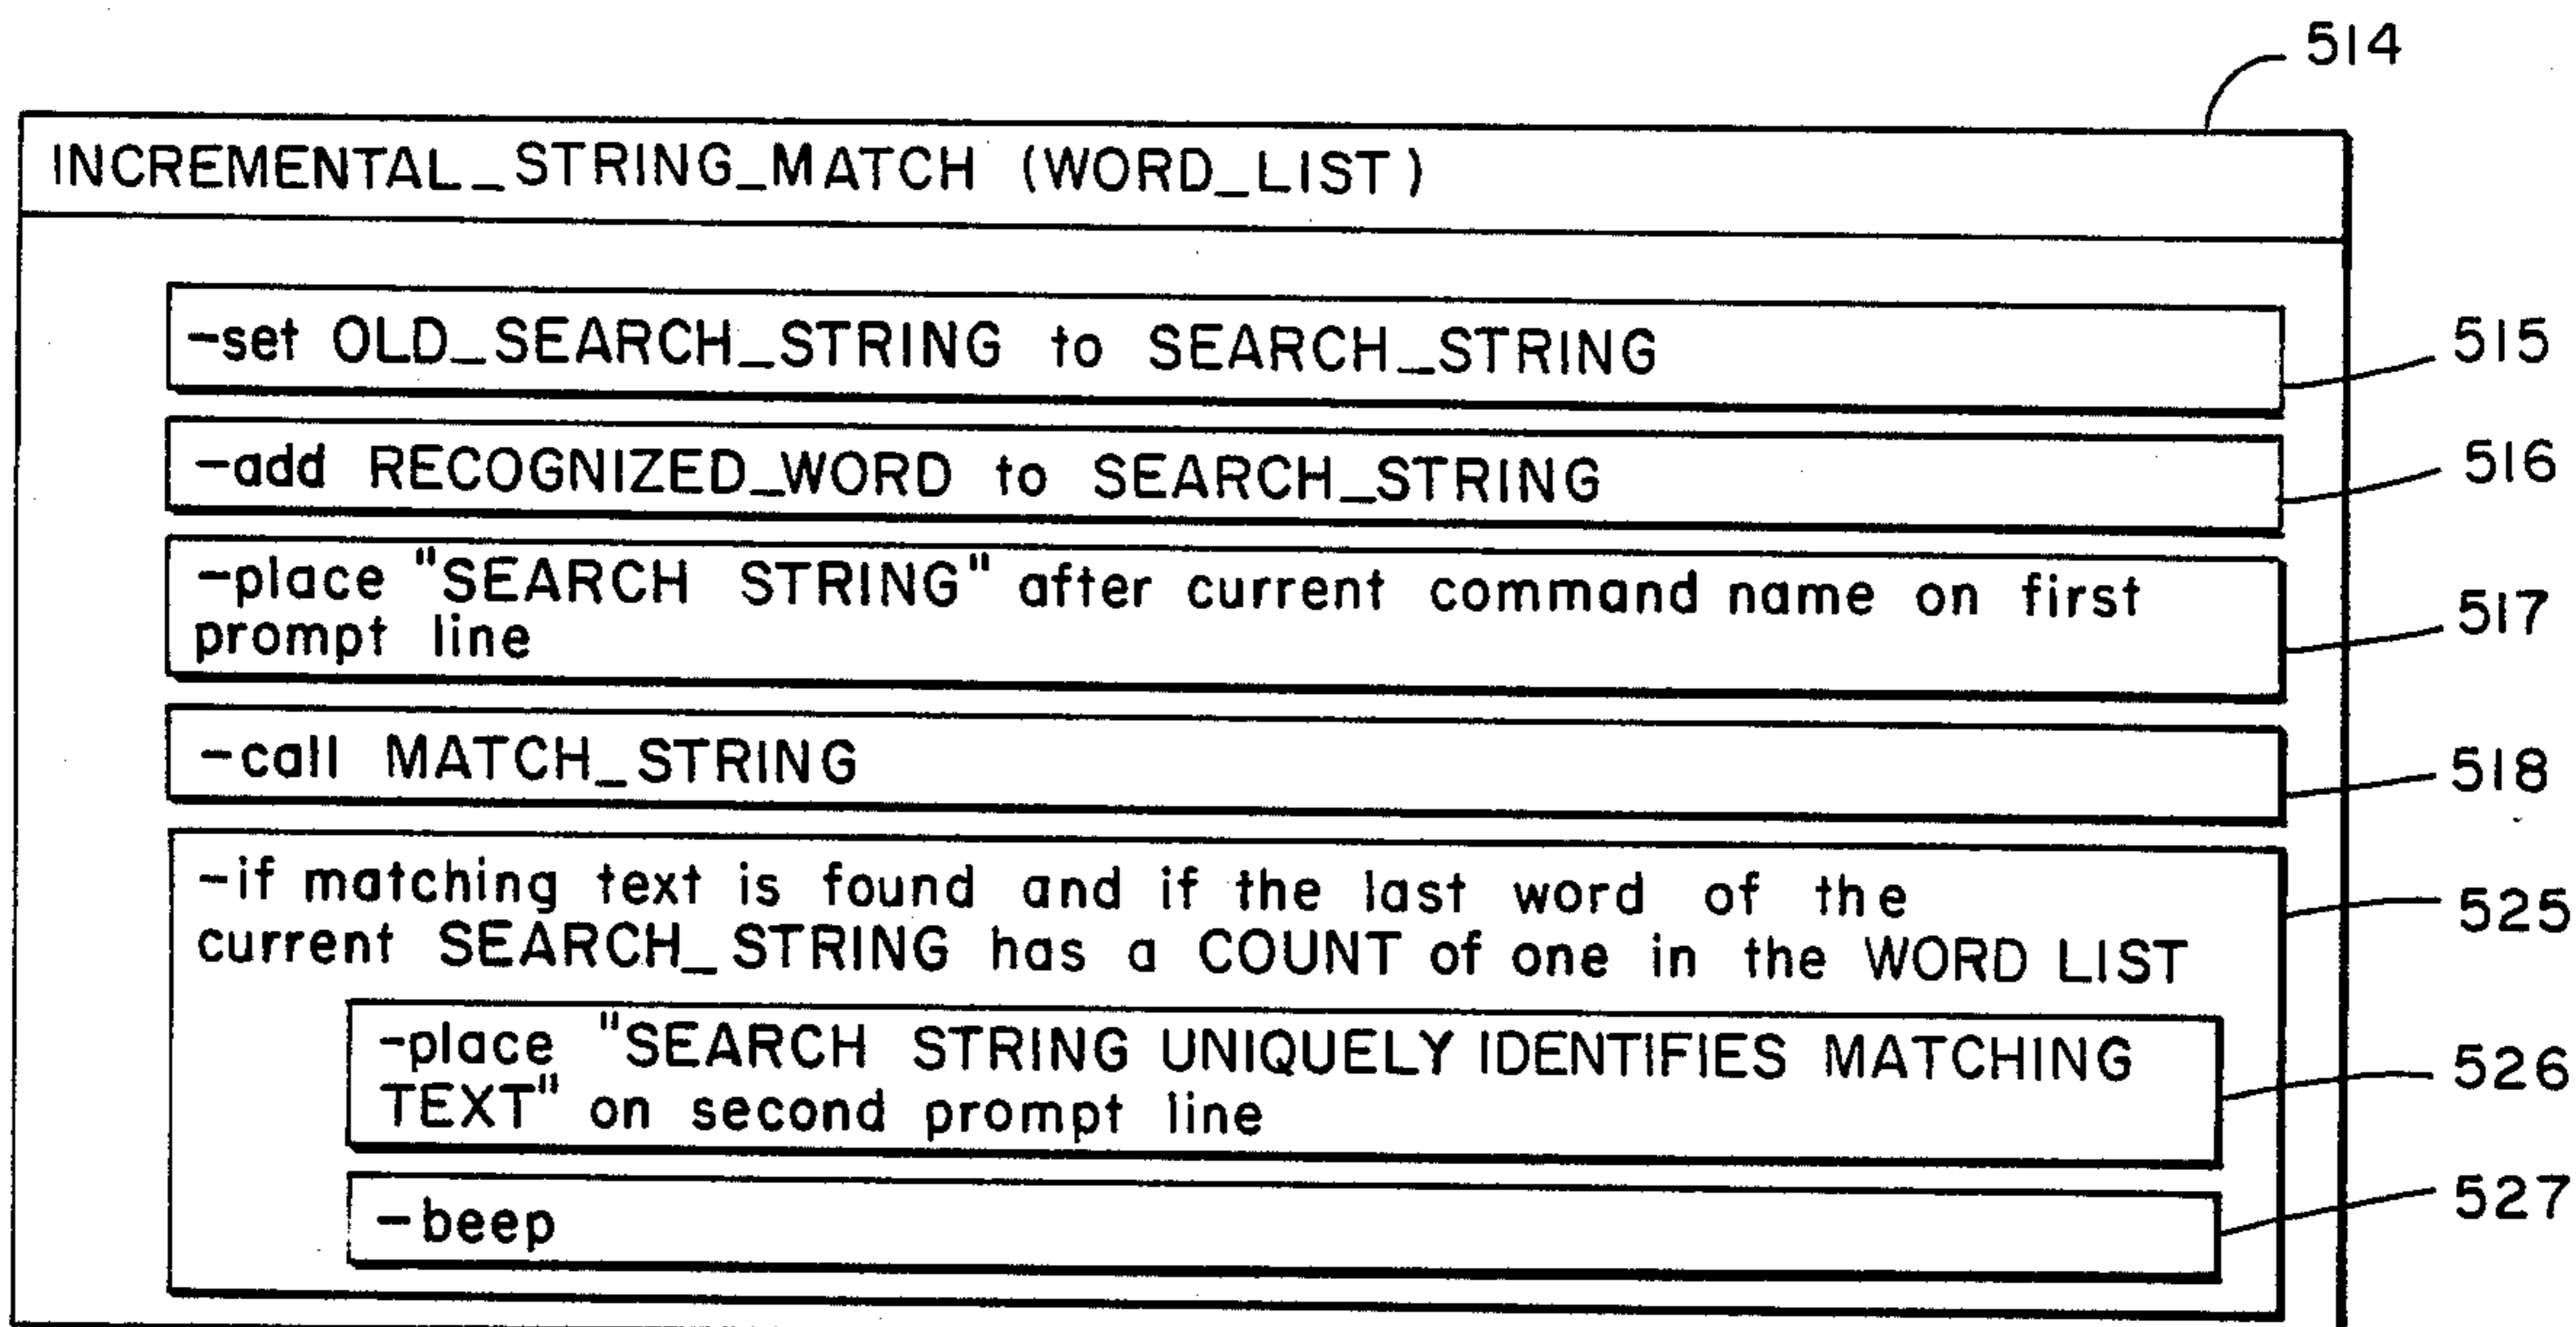 514
INCREMENTAL_STRING_MATCH (WORD_LIST)
-set OLD_SEARCH_STRING to SEARCH_STRING
515
-add RECOGNIZED_WORD to SEARCH_STRING
516
-place "SEARCH STRING" after current command name on first
prompt line
517
-call MATCH_STRING
518
-if matching text is found and if the last word of the
current SEARCH_STRING has a COUNT of one in the WORD LIST
525
-place "SEARCH STRING UNIQUELY IDENTIFIES MATCHING
TEXT" on second prompt line
526
-beep
527